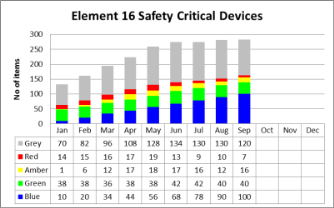 Element 16 Safety Critical Devices
No of items
300
250
200
150
100
50
0
Jan Feb Mar Apr May Jun Jul Aug Sep Oct Nov Dec
Grey 70 82 96 108 128 134 130 130 120
Red 14 15 16 17 19 13 9 10 7
Amber 1 6 12 17 18 17 16 12 16
Green 38 38 36 38 38 42 42 40 40
Blue 10 20 34 44 56 68 78 90 100